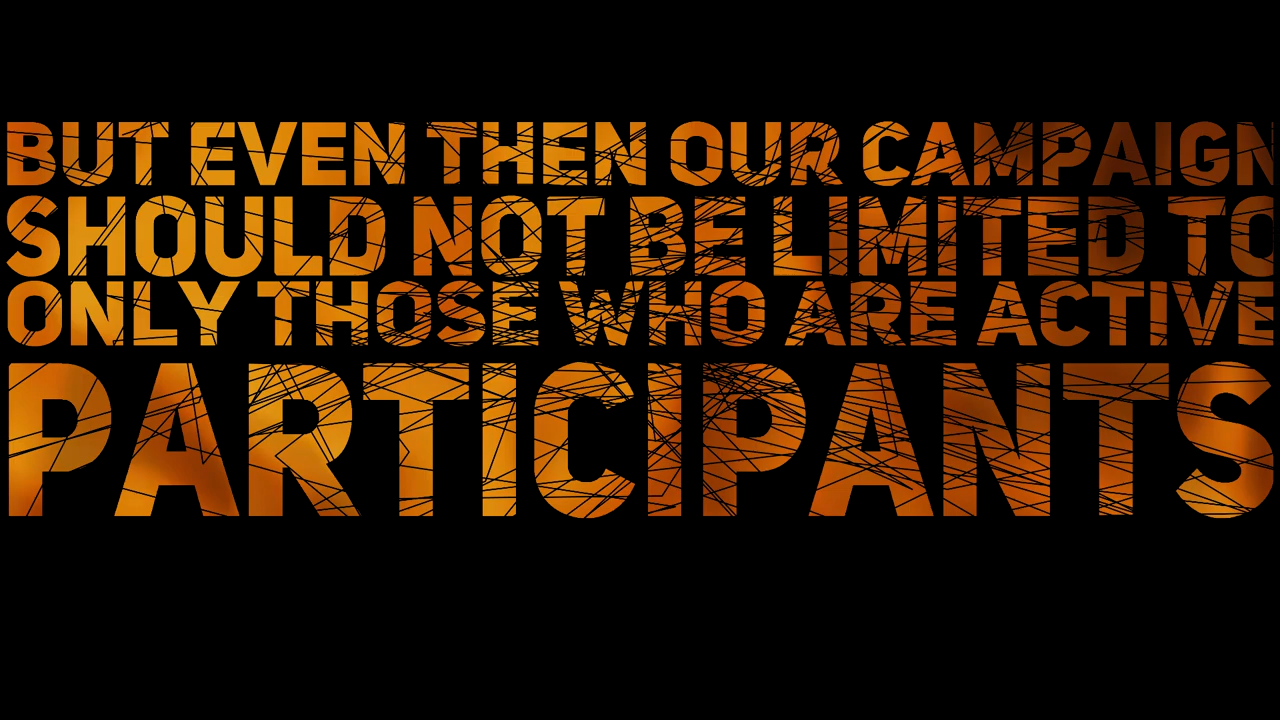 BUT EVEN THEN OUR CAMPAIGN
SHOULD NOT BE LIMITED TO
ONLY THOSE WHO ARE ACTIVE
PARTICIPANTS